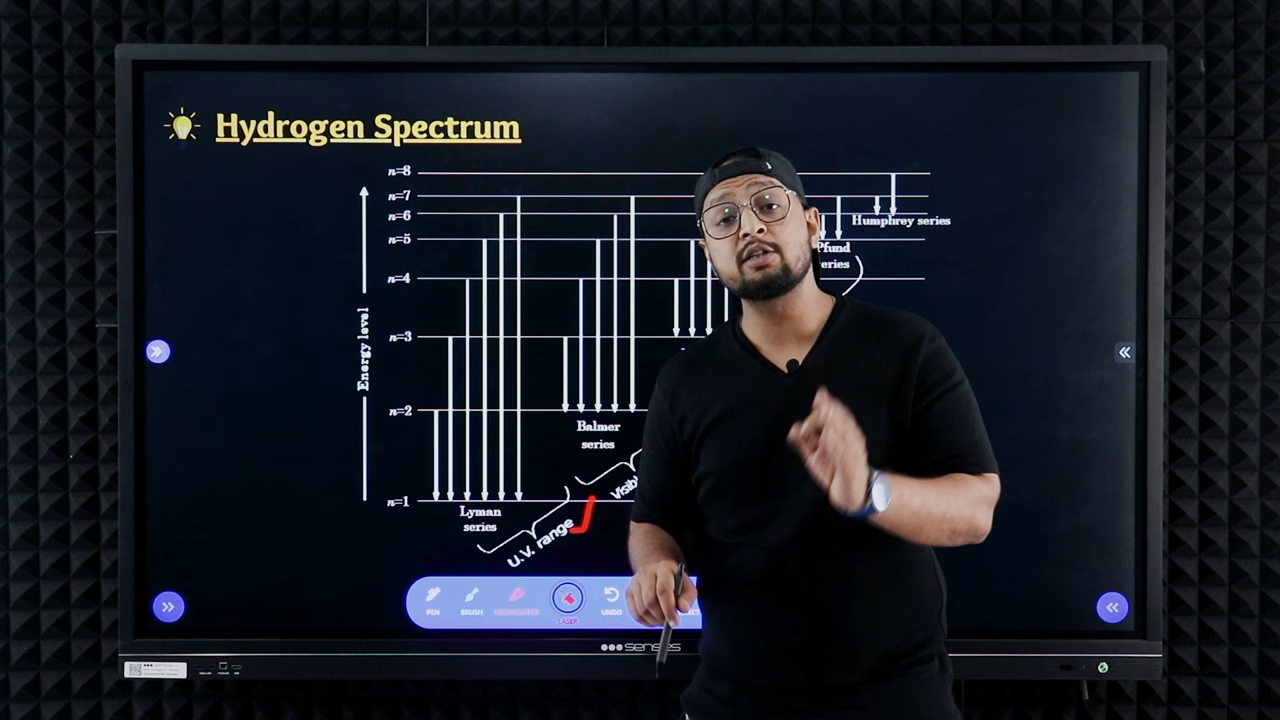 Hydrogen Spectrum
n=8
n=7
n=6
n=5
n=4
n=3
n=2
n=1
Energy level
Humphrey series
Pfund
Balmer
series
Lyman
series
U.V. range
PEN
BRUSH
HIGHLIGHTER
LASER
UNDO
senses